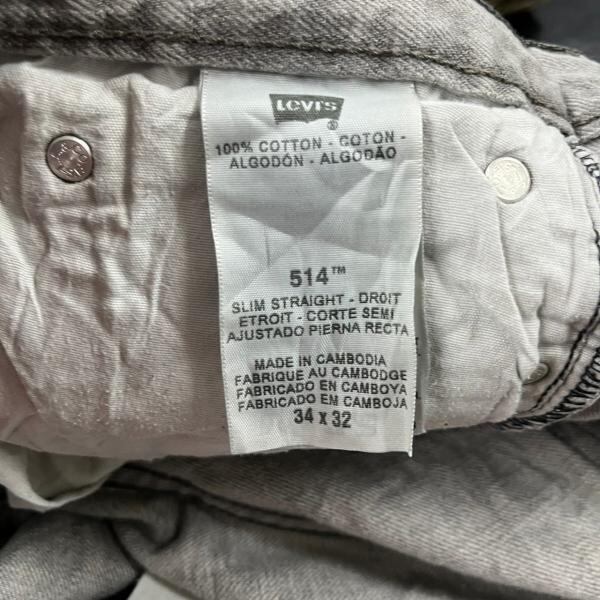 Levi's
®
100% COTTON - COTON -
ALGODÓN - ALGODÃO
514™
SLIM STRAIGHT - DROIT
ETROIT - CORTE SEMI
AJUSTADO PIERNA RECTA
MADE IN CAMBODIA
FABRIQUE AU CAMBODGE
FABRICADO EN CAMBOYA
FABRICADO EM CAMBOJA
34 x 32